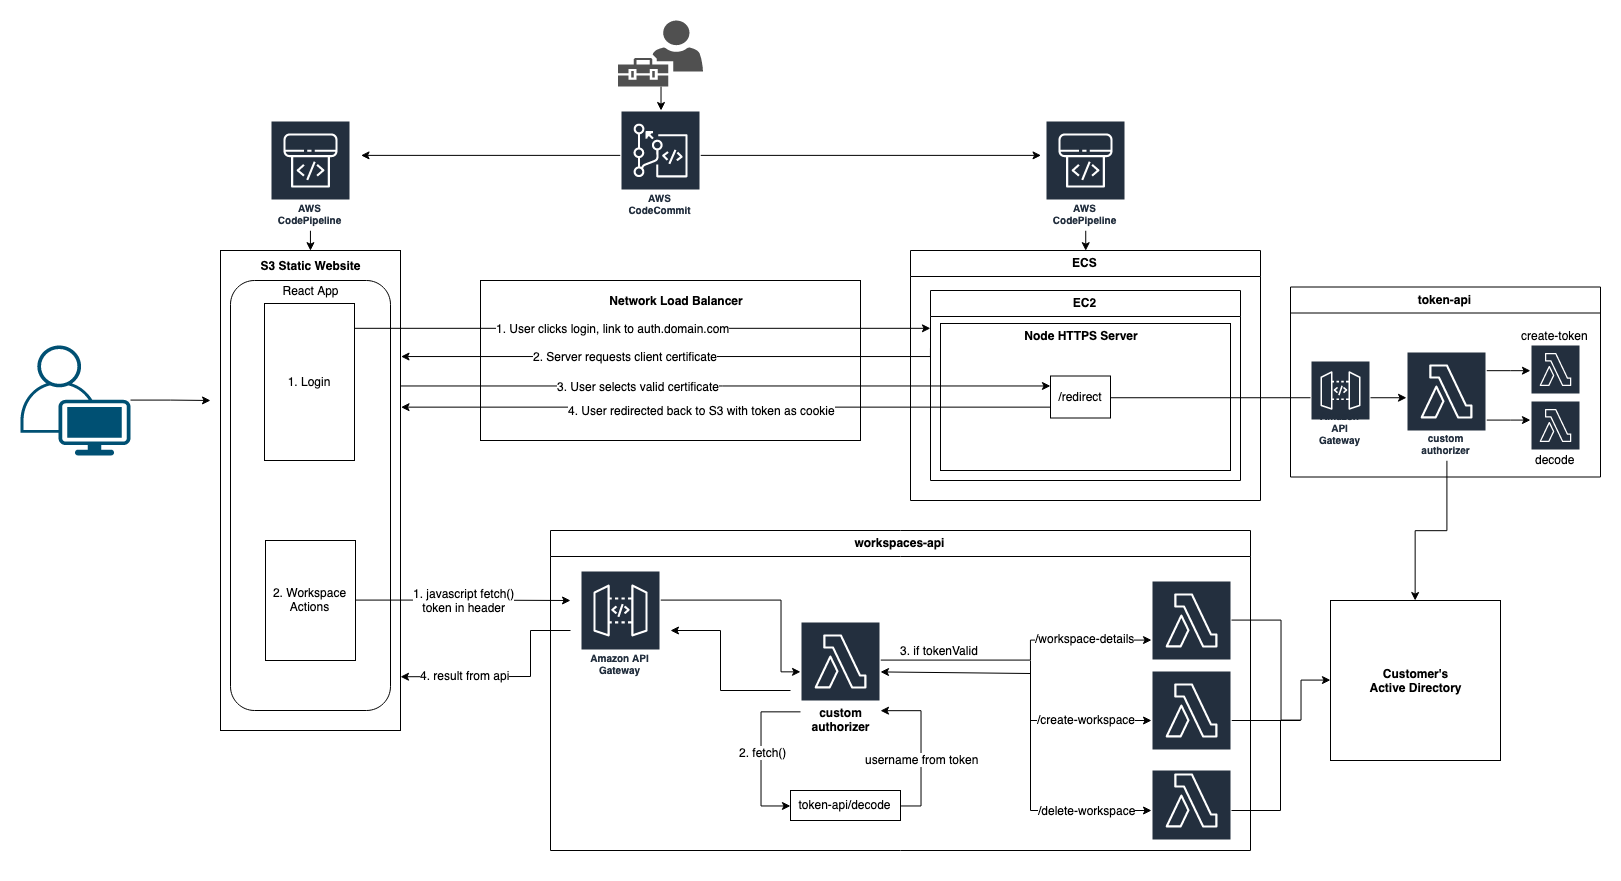 AWS
CodeCommit
AWS
CodePipeline
AWS
CodePipeline
S3 Static Website
React App
1. Login
2. Workspace
Actions
Network Load Balancer
1. User clicks login, link to auth.domain.com
2. Server requests client certificate
3. User selects valid certificate
4. User redirected back to S3 with token as cookie
ECS
EC2
Node HTTPS Server
/redirect
token-api
create-token
API
Gateway
custom
authorizer
decode
workspaces-api
1. javascript fetch()
token in header
4. result from api
Amazon API
Gateway
custom
authorizer
2. fetch()
username from token
token-api/decode
3. if tokenValid
/workspace-details
/create-workspace
/delete-workspace
Customer's
Active Directory